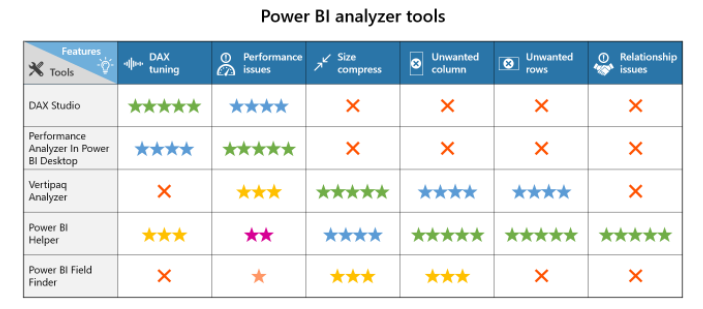 Power BI analyzer tools
Features
Tools
DAX
tuning
Performance
issues
Size
compress
Unwanted
column
Unwanted
rows
Relationship
issues
DAX Studio
Performance
Analyzer In Power
BI Desktop
Vertipaq
Analyzer
Power BI
Helper
Power BI Field
Finder